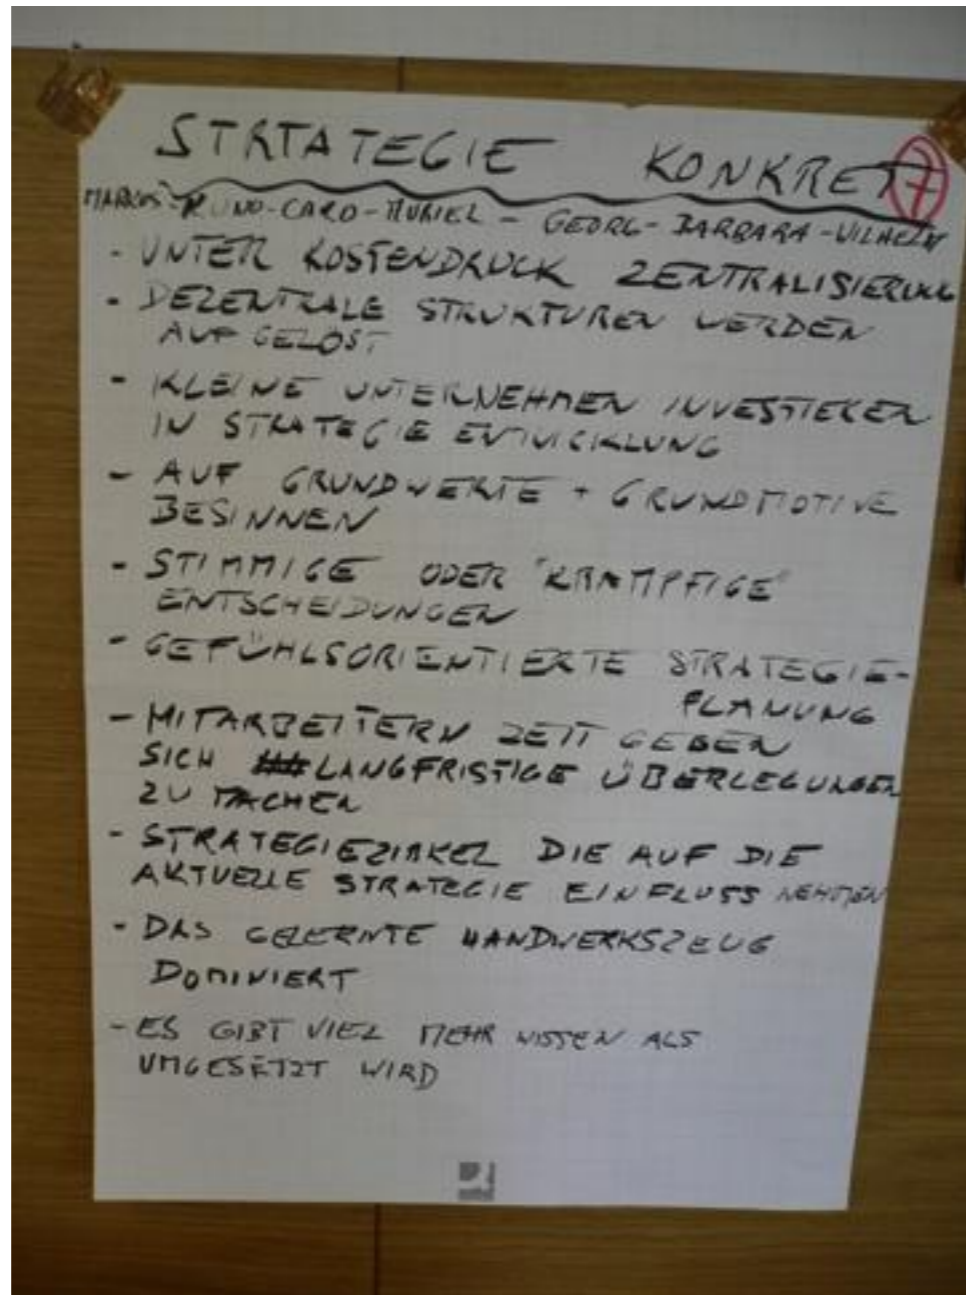 STRTATEGIE KONKRET 7
MARKUS-RUNO-CARO-MURIEL - GEORG-BARBARA-WILHELM
- UNTER KOSTENDRUCK ZENTRALISIERUNG
- DEZENTRALE STRUKTUREN WERDEN
AUFGELÖST
- KLEINE UNTERNEHMEN INVESTIEREN
IN STRATEGIE ENTWICKLUNG
- AUF GRUNDWERTE + GRUNDMOTIVE
BESINNEN
- STIMMIGE ODER "KRAMPFIGE"
ENTSCHEIDUNGEN
- GEFÜHLSORIENTIERTE STRATEGIE-
PLANUNG
- MITARBEITERN ZEIT GEBEN
SICH LANGFRISTIGE ÜBERLEGUNGEN
ZU MACHEN
- STRATEGIEZIRKEL DIE AUF DIE
AKTUELLE STRATEGIE EINFLUSS NEHMEN
- DAS GELERNTE HANDWERKSZEUG
DOMINIERT
- ES GIBT VIEL MEHR WISSEN ALS
UMGESETZT WIRD